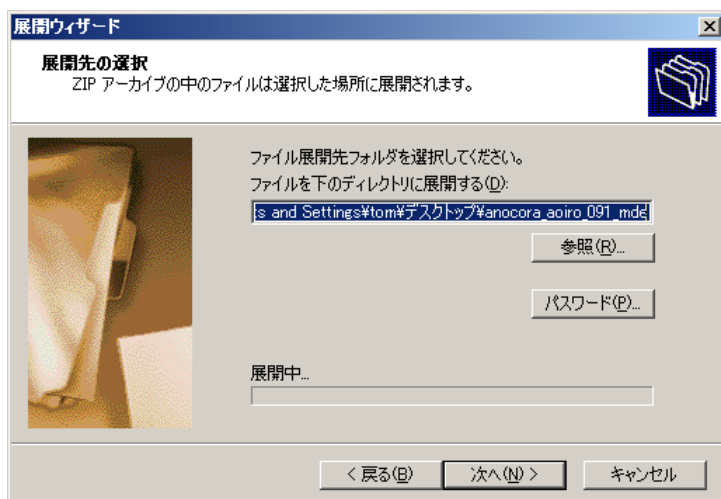 展開ウィザード
展開先の選択
ZIP アーカイブの中のファイルは選択した場所に展開されます。
ファイル展開先フォルダを選択してください。
ファイルを下のディレクトリに展開する(D):
s and Settings¥tom¥デスクトップ¥anocora_aoiro_091_mde
参照(R)...
パスワード(P)...
展開中...
< 戻る(B)
次へ(N) >
キャンセル